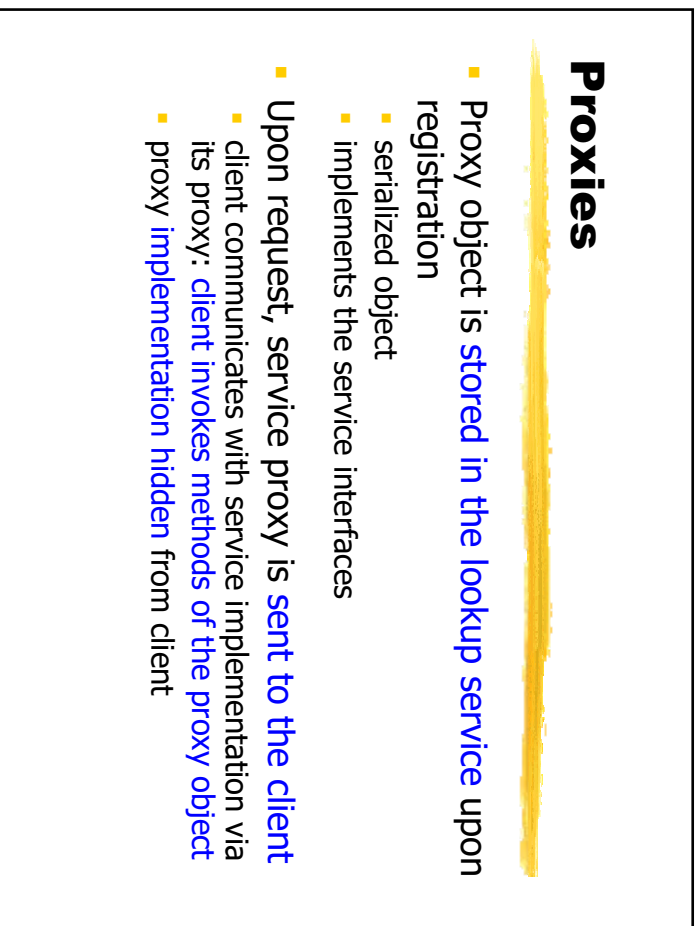 Proxies
Proxy object is stored in the lookup service upon
registration
serialized object
implements the service interfaces
Upon request, service proxy is sent to the client
client communicates with service implementation via
its proxy: client invokes methods of the proxy object
proxy implementation hidden from client